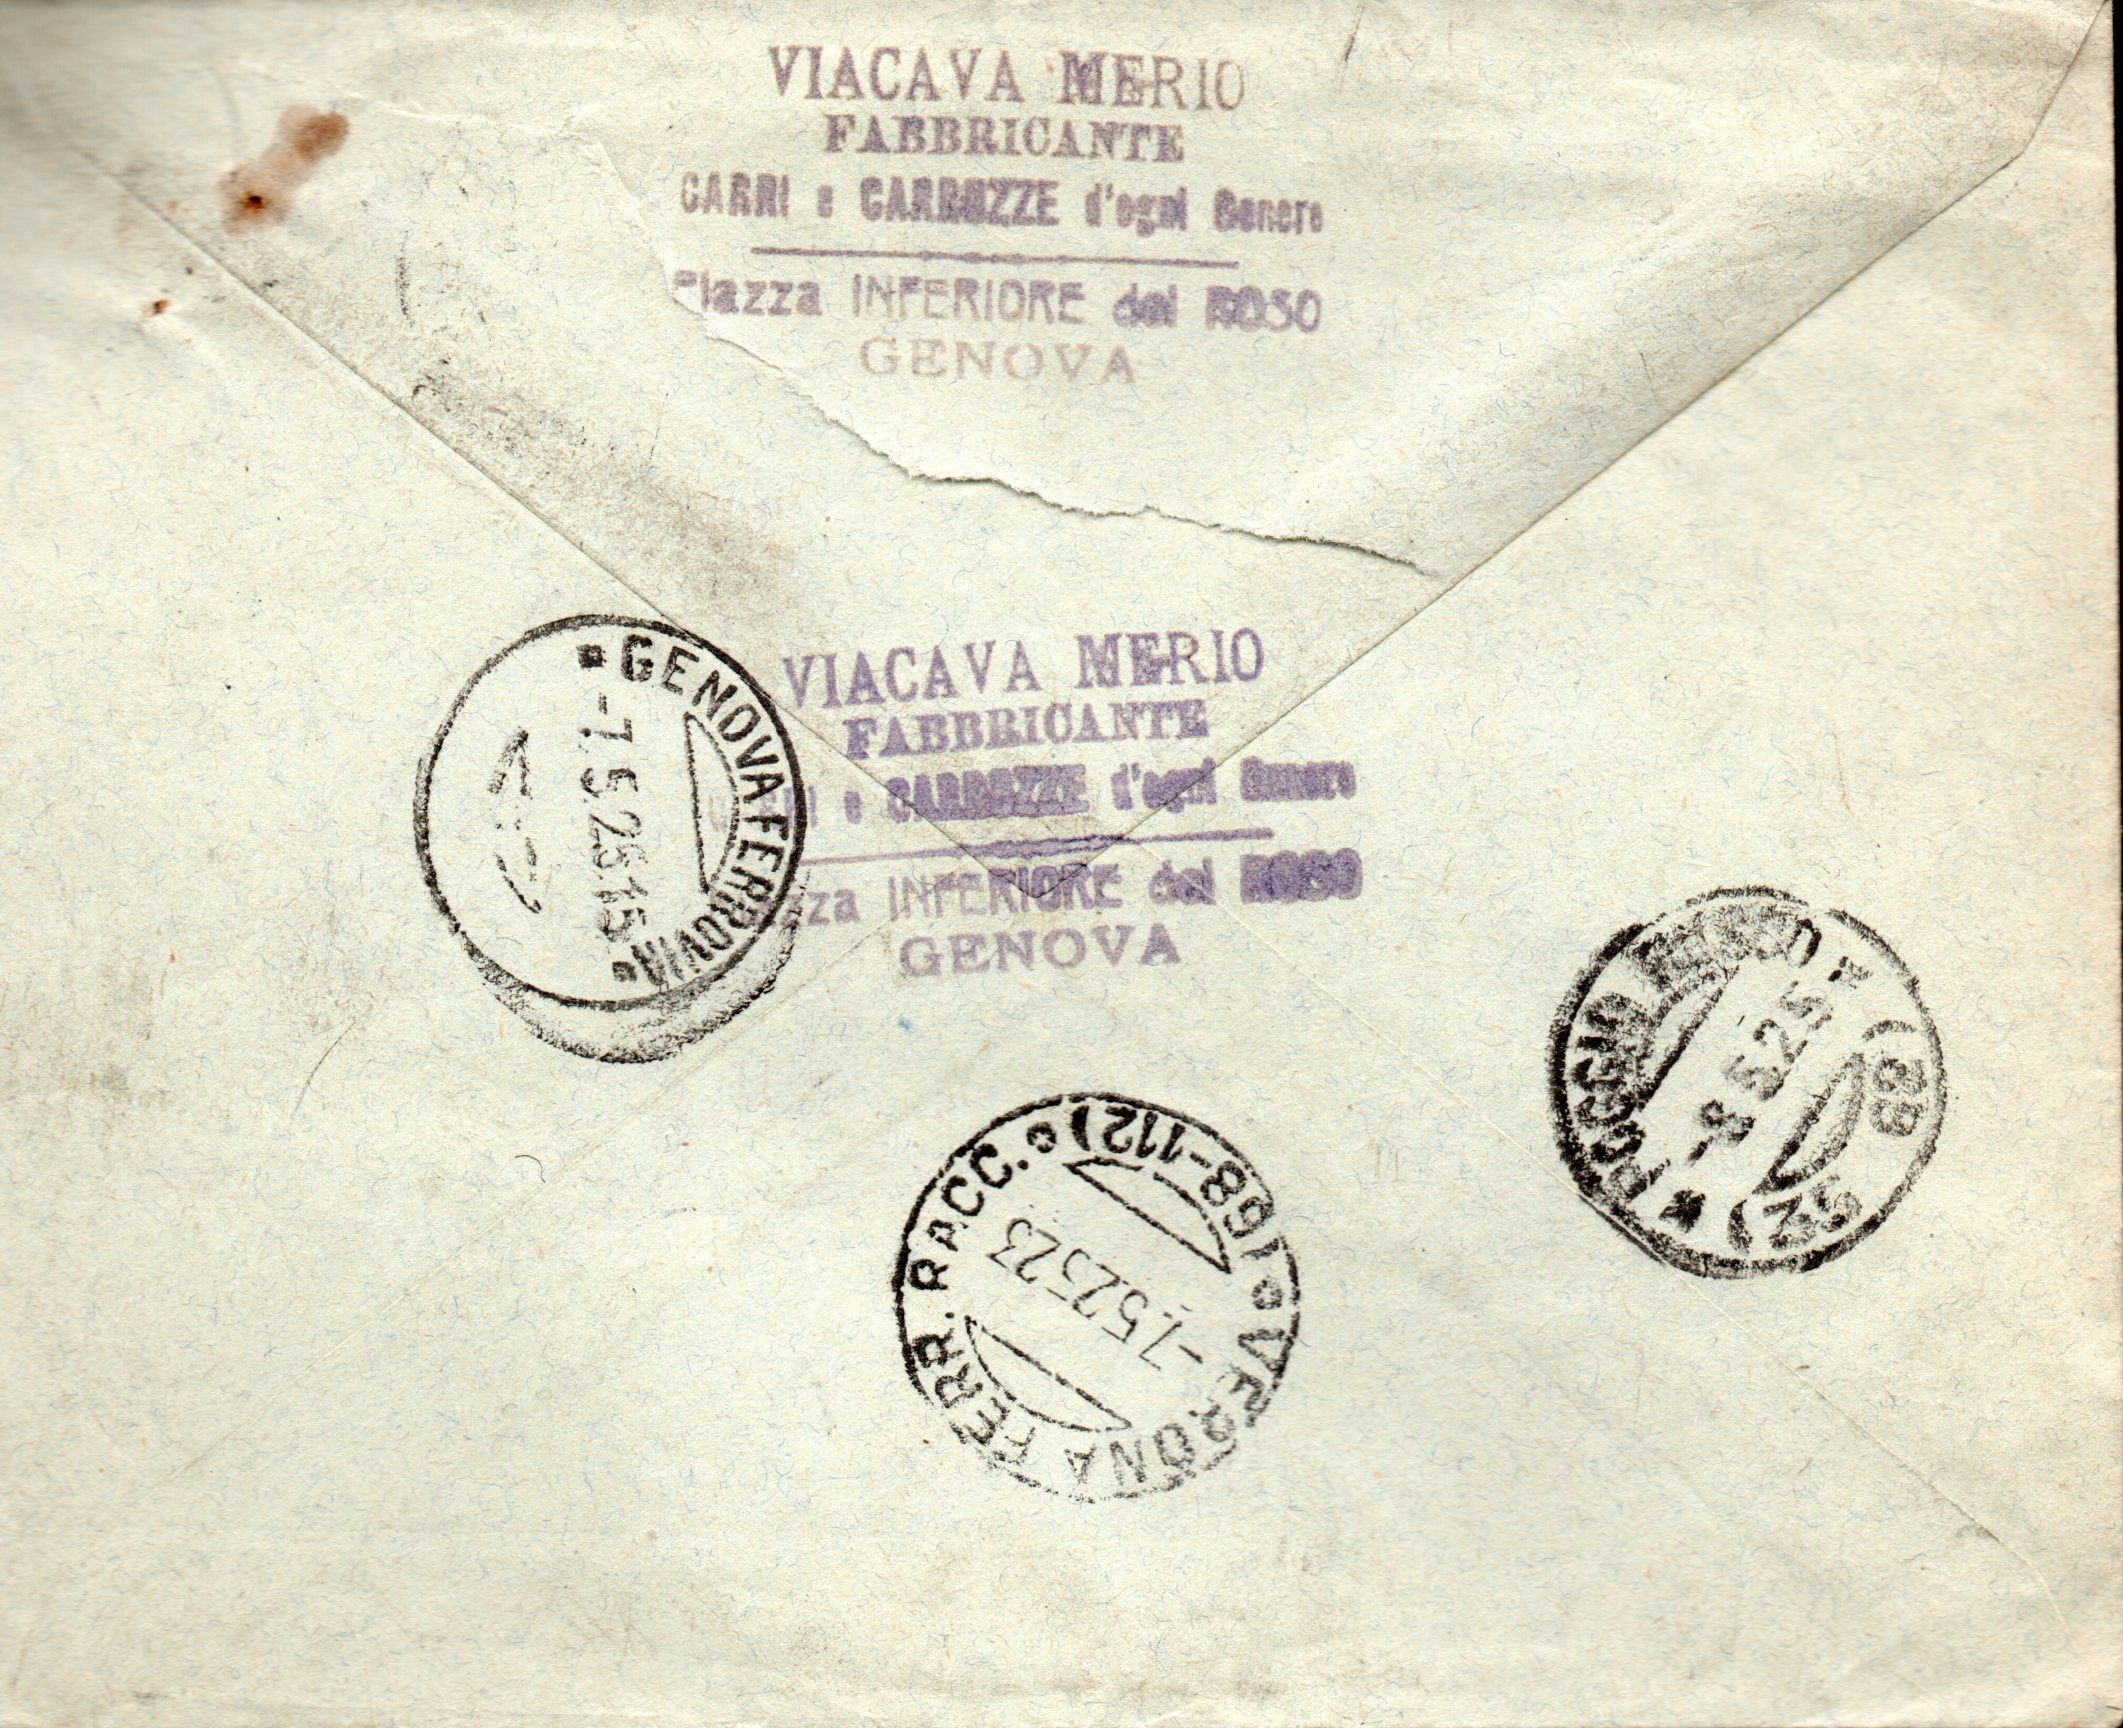 VIACAVA MERIO
FABBRICANTE
CARRI e CARROZZE d'ogni Genere
Piazza INFERIORE del ROSO
GENOVA
VIACAVA MERIO
FABBRICANTE
e CARROZZE d'ogni Genere
INFERIORE del ROSO
GENOVA
GENOVA FERROVIA
-7.5.25.15
POGGIO RUSCO
-8.5.25
VERONA FERR. RACC.
(68-112)
-7.5.25 23